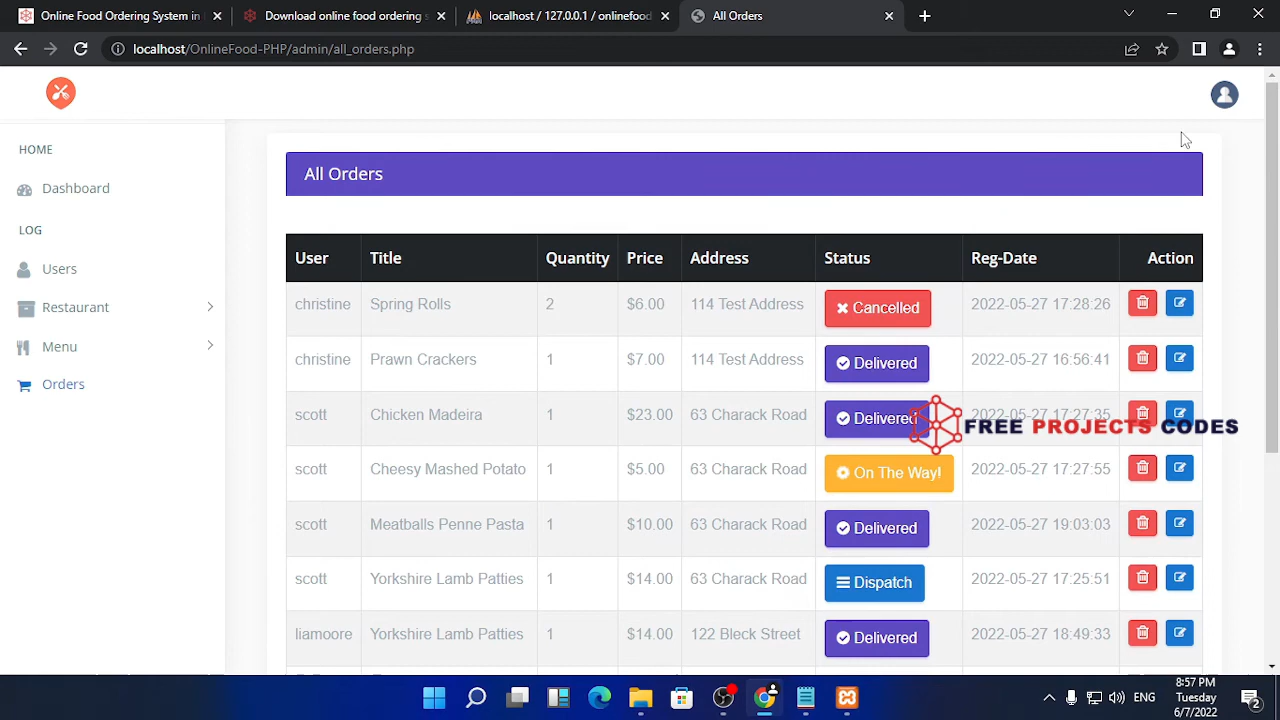 Online Food Ordering System in
Download online food ordering s
localhost / 127.0.0.1 / onlinefood
All Orders
localhost/OnlineFood-PHP/admin/all_orders.php
HOME
Dashboard
LOG
Users
Restaurant
Menu
Orders
All Orders
User Title Quantity Price Address Status Reg-Date Action
christine Spring Rolls 2 $6.00 114 Test Address Cancelled 2022-05-27 17:28:26
christine Prawn Crackers 1 $7.00 114 Test Address Delivered 2022-05-27 16:56:41
scott Chicken Madeira 1 $23.00 63 Charack Road Delivered 2022-05-27 17:27:35
FREE PROJECTS CODES
scott Cheesy Mashed Potato 1 $5.00 63 Charack Road On The Way! 2022-05-27 17:27:55
scott Meatballs Penne Pasta 1 $10.00 63 Charack Road Delivered 2022-05-27 19:03:03
scott Yorkshire Lamb Patties 1 $14.00 63 Charack Road Dispatch 2022-05-27 17:25:51
liamoore Yorkshire Lamb Patties 1 $14.00 122 Bleck Street Delivered 2022-05-27 18:49:33
ENG
8:57 PM
Tuesday
6/7/2022
2